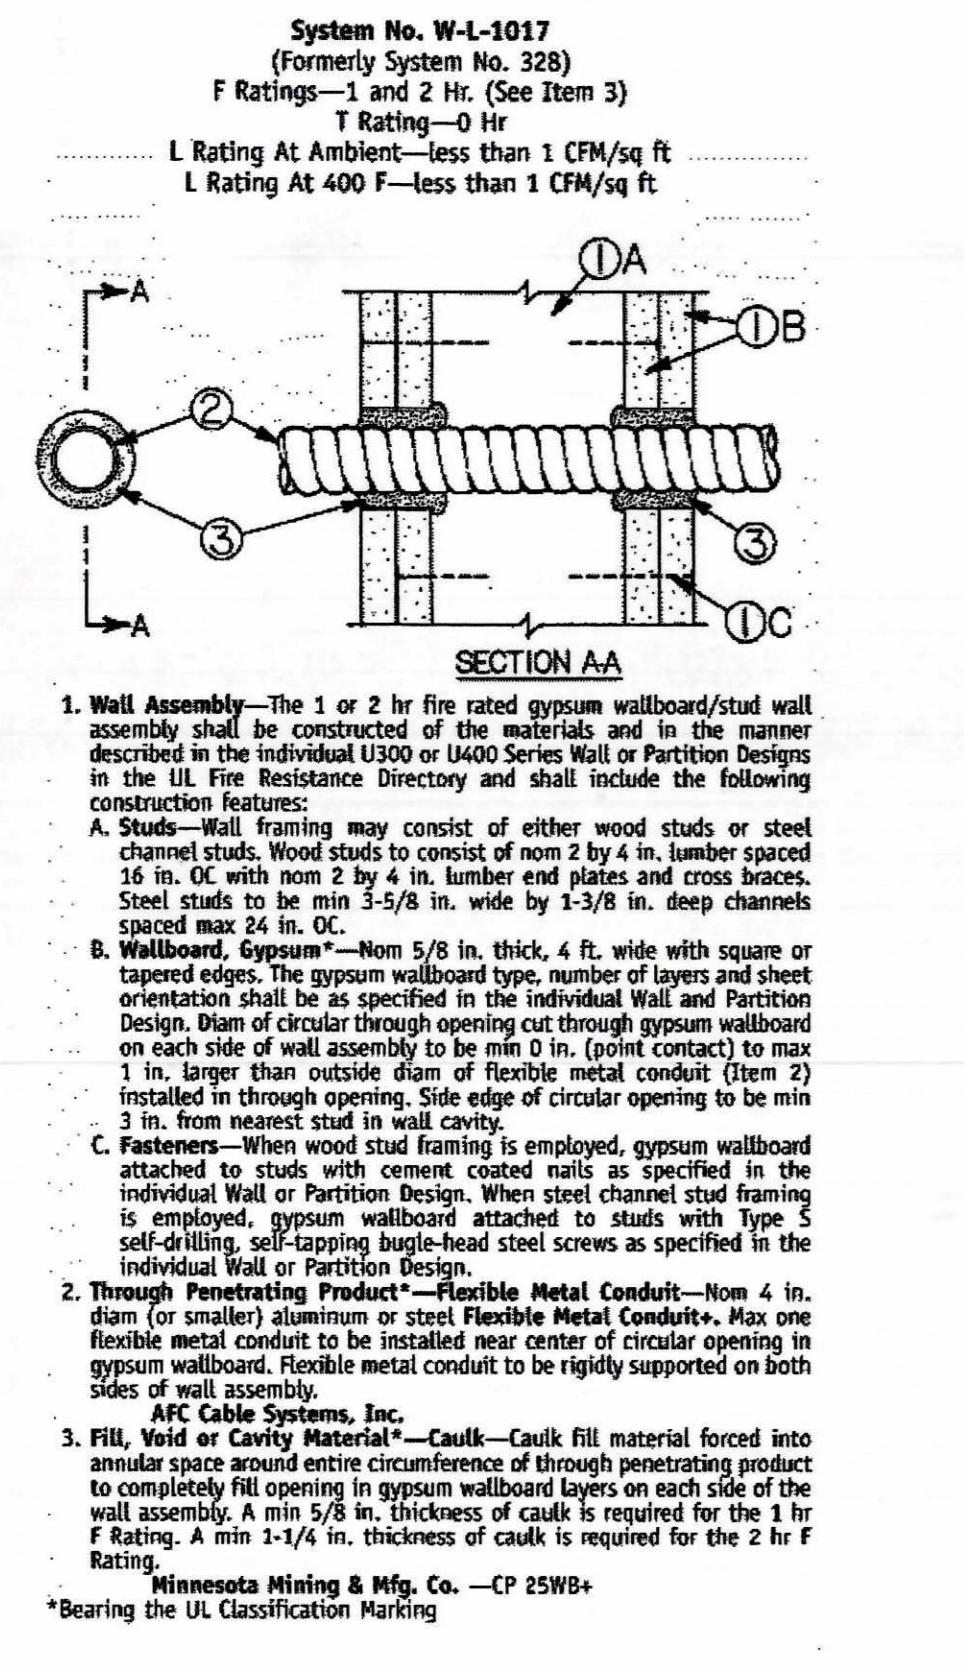 System No. W-L-1017
(Formerly System No. 328)
F Ratings—1 and 2 Hr. (See Item 3)
T Rating—0 Hr
L Rating At Ambient—less than 1 CFM/sq ft
L Rating At 400 F—less than 1 CFM/sq ft
1A
A
1B
2
3
3
A
1C
SECTION A-A
1. Wall Assembly—The 1 or 2 hr fire rated gypsum wallboard/stud wall
assembly shall be constructed of the materials and in the manner
described in the individual U300 or U400 Series Wall or Partition Designs
in the UL Fire Resistance Directory and shall include the following
construction features:
A. Studs—Wall framing may consist of either wood studs or steel
channel studs. Wood studs to consist of nom 2 by 4 in. lumber spaced
16 in. OC with nom 2 by 4 in. lumber end plates and cross braces.
Steel studs to be min 3-5/8 in. wide by 1-3/8 in. deep channels
spaced max 24 in. OC.
B. Wallboard, Gypsum*—Nom 5/8 in. thick, 4 ft. wide with square or
tapered edges. The gypsum wallboard type, number of layers and sheet
orientation shall be as specified in the individual Wall and Partition
Design. Diam of circular through opening cut through gypsum wallboard
on each side of wall assembly to be min 0 in. (point contact) to max
1 in. larger than outside diam of flexible metal conduit (Item 2)
installed in through opening. Side edge of circular opening to be min
3 in. from nearest stud in wall cavity.
C. Fasteners—When wood stud framing is employed, gypsum wallboard
attached to studs with cement coated nails as specified in the
individual Wall or Partition Design. When steel channel stud framing
is employed, gypsum wallboard attached to studs with Type S
self-drilling, self-tapping bugle-head steel screws as specified in the
individual Wall or Partition Design.
2. Through Penetrating Product*—Flexible Metal Conduit—Nom 4 in.
diam (or smaller) aluminum or steel Flexible Metal Conduit+. Max one
flexible metal conduit to be installed near center of circular opening in
gypsum wallboard. Flexible metal conduit to be rigidly supported on both
sides of wall assembly.
AFC Cable Systems, Inc.
3. Fill, Void or Cavity Material*—Caulk—Caulk fill material forced into
annular space around entire circumference of through penetrating product
to completely fill opening in gypsum wallboard layers on each side of the
wall assembly. A min 5/8 in. thickness of caulk is required for the 1 hr
F Rating. A min 1-1/4 in. thickness of caulk is required for the 2 hr F
Rating.
Minnesota Mining & Mfg. Co. —CP 25WB+
*Bearing the UL Classification Marking